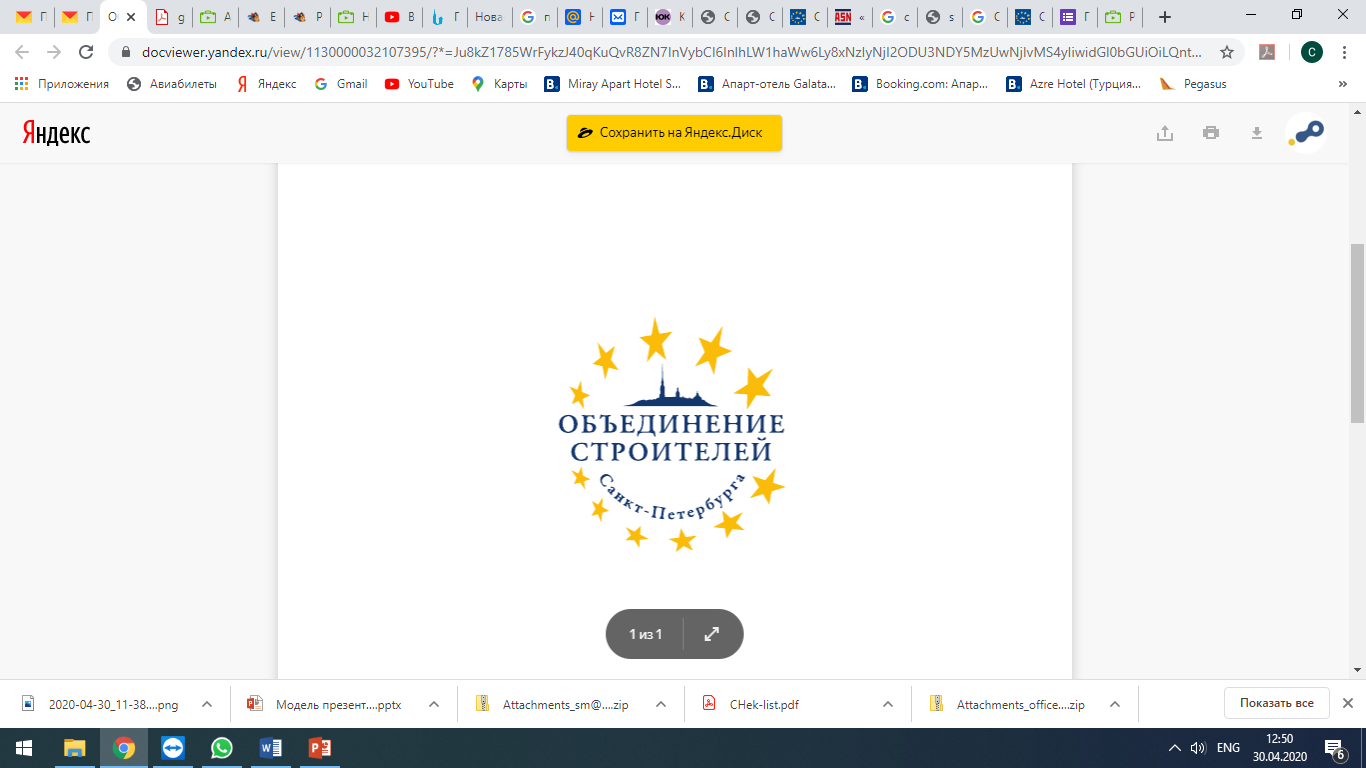 П
П
О
g
А
Е
Р
Н
В
Г
Нова
п
Н
Г
К
С
С
С
«
с
s
С
С
Г
Р
docviewer.yandex.ru/view/1130000032107395/?*=Ju8kZ1785WrFykzJ40qKuQvR8ZN7InVybCI6InlhLW1haWw6Ly8xNzIyNjI2ODU3NDY5MzUwNjIvMS4yIiwidGl0bGUiOiLQnt...
С
Приложения
Авиабилеты
Яндекс
Gmail
YouTube
Карты
Miray Apart Hotel S...
Апарт-отель Galata...
Booking.com: Апар...
Azre Hotel (Турция...
Pegasus
»
Яндекс
Сохранить на Яндекс.Диск
ОБЪЕДИНЕНИЕ
СТРОИТЕЛЕЙ
Санкт-Петербурга
1 из 1
2020-04-30_11-38....png
Модель презент....pptx
Attachments_sm@....zip
CHek-list.pdf
Attachments_office....zip
Показать все
ENG
12:50
30.04.2020
6